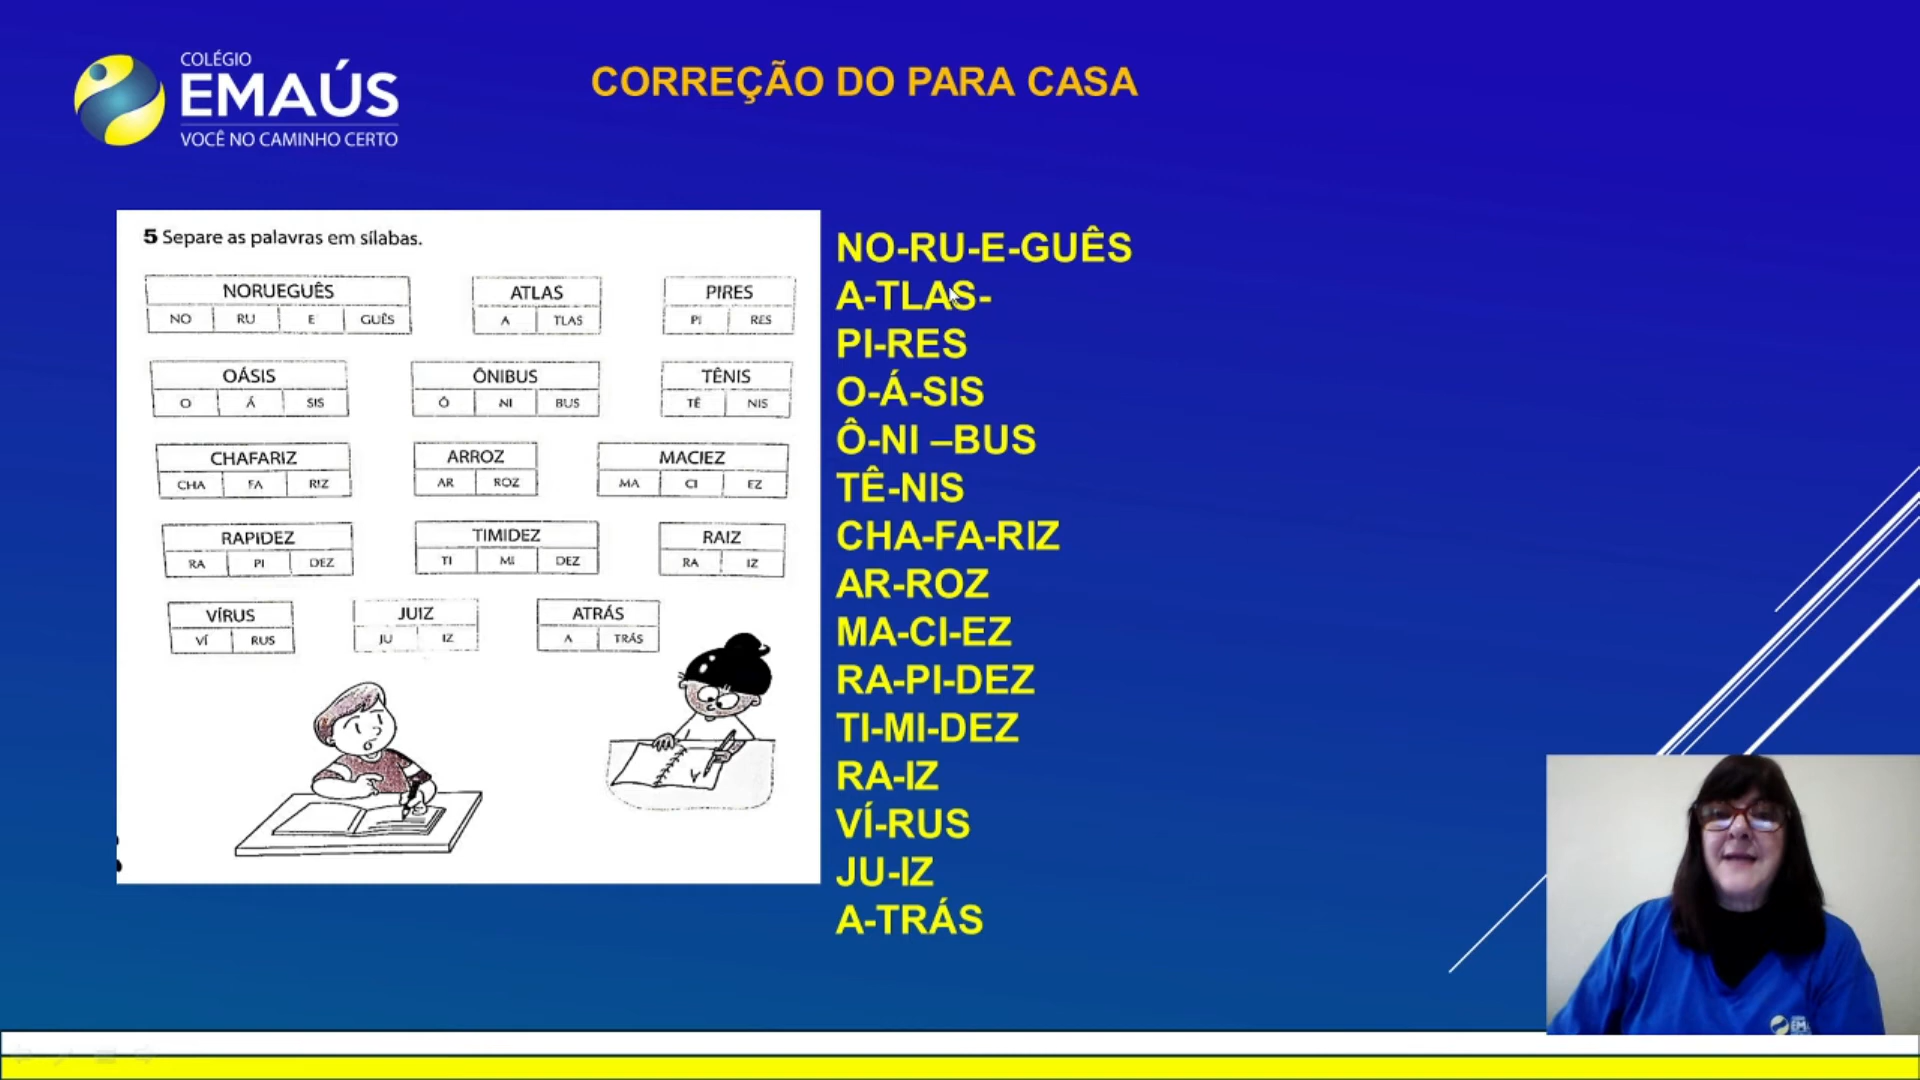 COLÉGIO
EMAÚS
VOCÊ NO CAMINHO CERTO
CORREÇÃO DO PARA CASA
5 Separe as palavras em sílabas.
NORUEGUÊS ATLAS PIRES
NO RU E GUÊS A TLAS PI RES
OÁSIS ÔNIBUS TÊNIS
O Á SIS Ô NI BUS TÊ NIS
CHAFARIZ ARROZ MACIEZ
CHA FA RIZ AR ROZ MA CI EZ
RAPIDEZ TIMIDEZ RAIZ
RA PI DEZ TI MI DEZ RA IZ
VÍRUS JUIZ ATRÁS
VÍ RUS JU IZ A TRÁS
NO-RU-E-GUÊS
A-TLAS-
PI-RES
O-Á-SIS
Ô-NI –BUS
TÊ-NIS
CHA-FA-RIZ
AR-ROZ
MA-CI-EZ
RA-PI-DEZ
TI-MI-DEZ
RA-IZ
VÍ-RUS
JU-IZ
A-TRÁS